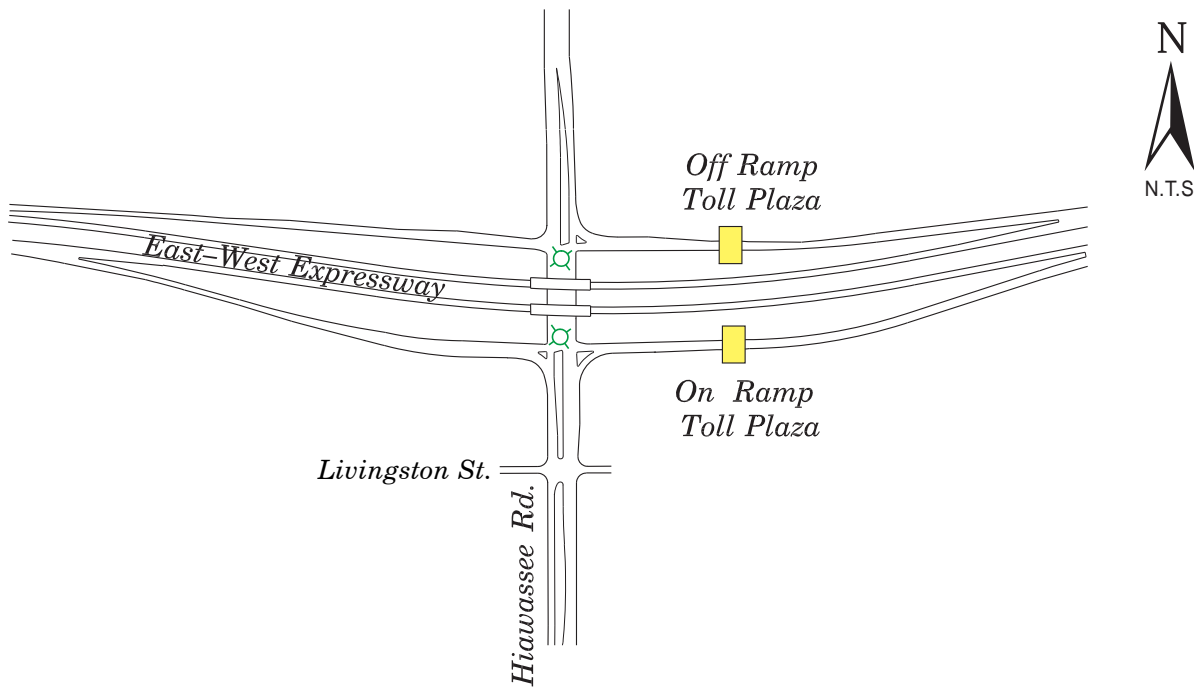 N
N.T.S
Off Ramp
Toll Plaza
East-West Expressway
On Ramp
Toll Plaza
Livingston St.
Hiawassee Rd.